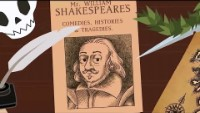 Mr. WILLIAM
SHAKESPEARES
COMEDIES, HISTORIES
& TRAGEDIES.